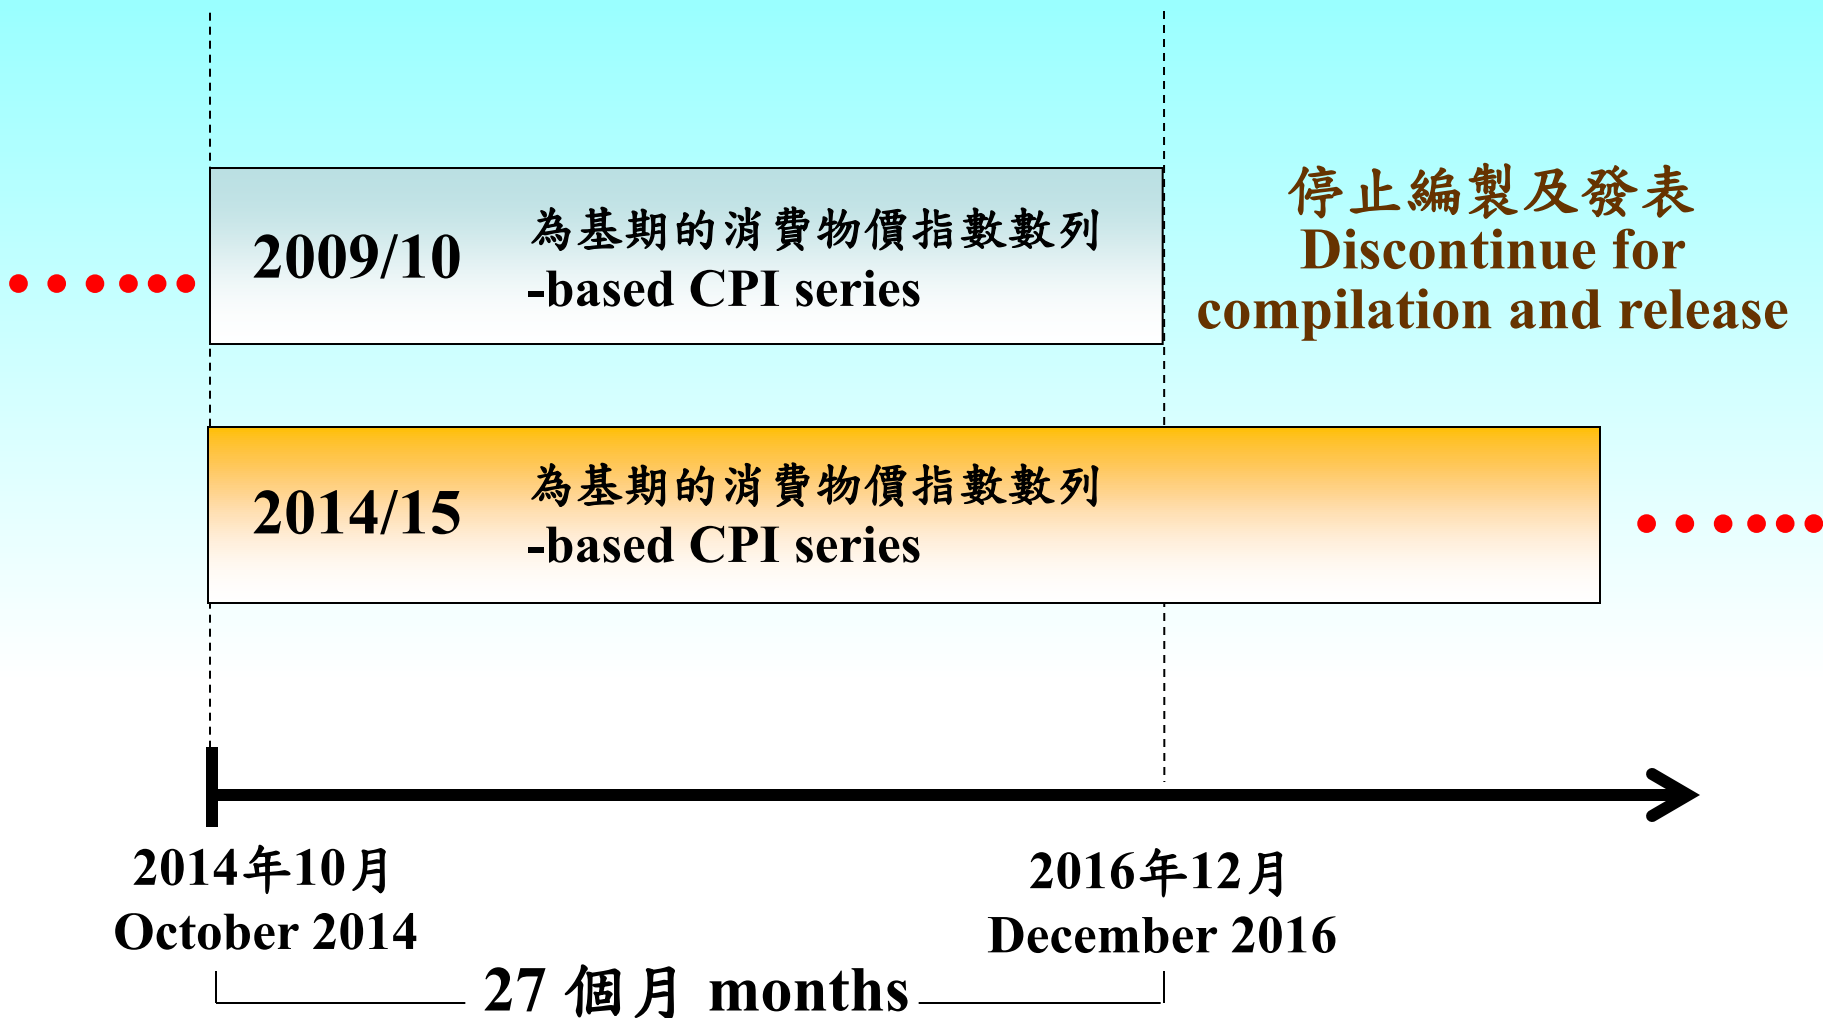 2009/10
為基期的消費物價指數數列
-based CPI series
停止編製及發表
Discontinue for
compilation and release
2014/15
為基期的消費物價指數數列
-based CPI series
2014年10月
October 2014
2016年12月
December 2016
27 個月 months